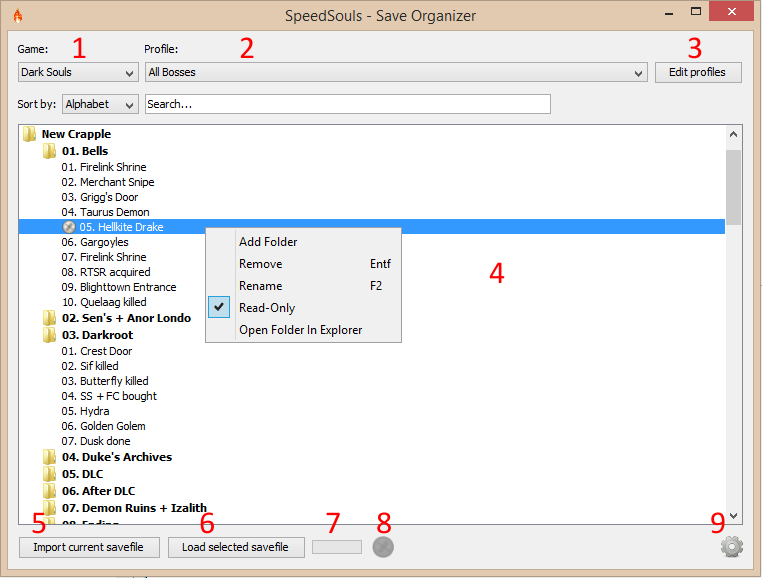 SpeedSouls - Save Organizer
Game: 1 Profile: 2 3
Dark Souls All Bosses Edit profiles
Sort by: Alphabet Search...
New Crapple
01. Bells
01. Firelink Shrine
02. Merchant Snipe
03. Grigg's Door
04. Taurus Demon
05. Hellkite Drake
06. Gargoyles
07. Firelink Shrine
08. RTSR acquired
09. Blighttown Entrance
10. Quelaag killed
Add Folder
Remove Entf
Rename F2
Read-Only
Open Folder In Explorer
4
02. Sen's + Anor Londo
03. Darkroot
01. Crest Door
02. Sif killed
03. Butterfly killed
04. SS + FC bought
05. Hydra
06. Golden Golem
07. Dusk done
04. Duke's Archives
05. DLC
06. After DLC
07. Demon Ruins + Izalith
08. Ending
5 6 7 8 9
Import current savefile Load selected savefile